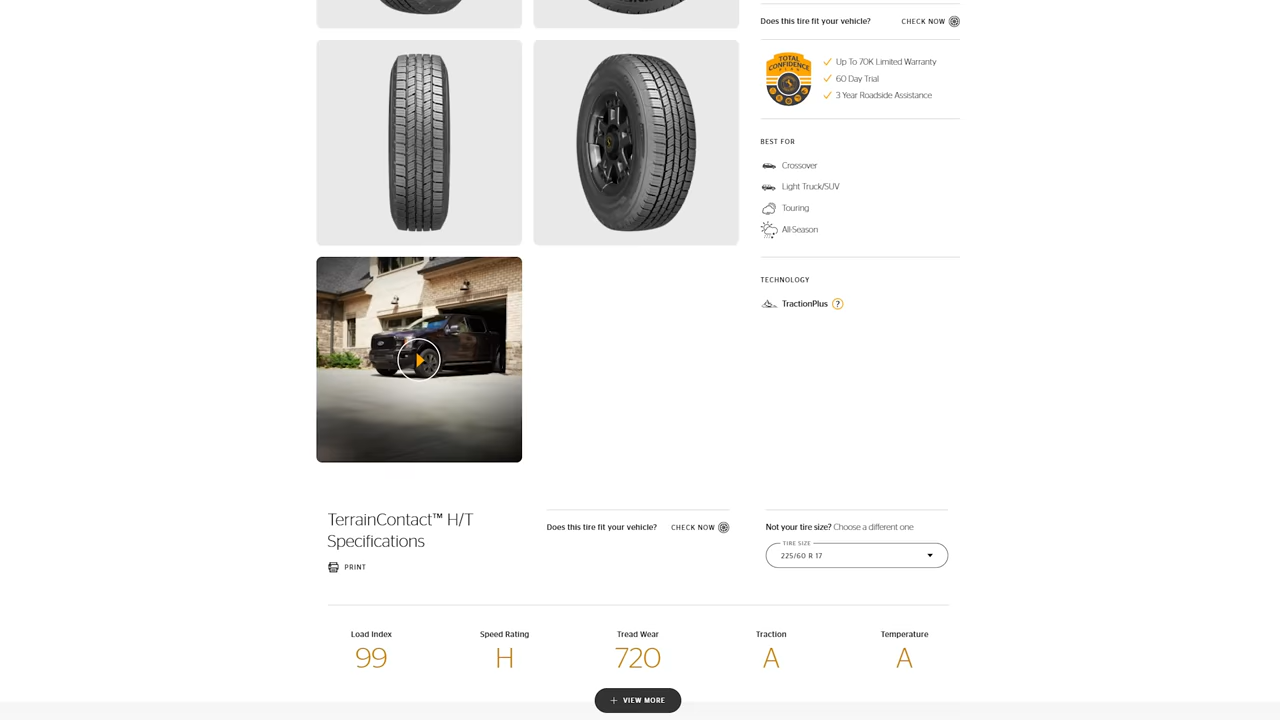 Does this tire fit your vehicle?
CHECK NOW
TOTAL
CONFIDENCE
PLAN
Up To 70K Limited Warranty
60 Day Trial
3 Year Roadside Assistance
BEST FOR
Crossover
Light Truck/SUV
Touring
All-Season
TECHNOLOGY
TractionPlus ?
TerrainContact™ H/T
Specifications
PRINT
Does this tire fit your vehicle?
CHECK NOW
Not your tire size? Choose a different one
TIRE SIZE
225/60 R 17
Load Index
99
Speed Rating
H
Tread Wear
720
Traction
A
Temperature
A
+ VIEW MORE